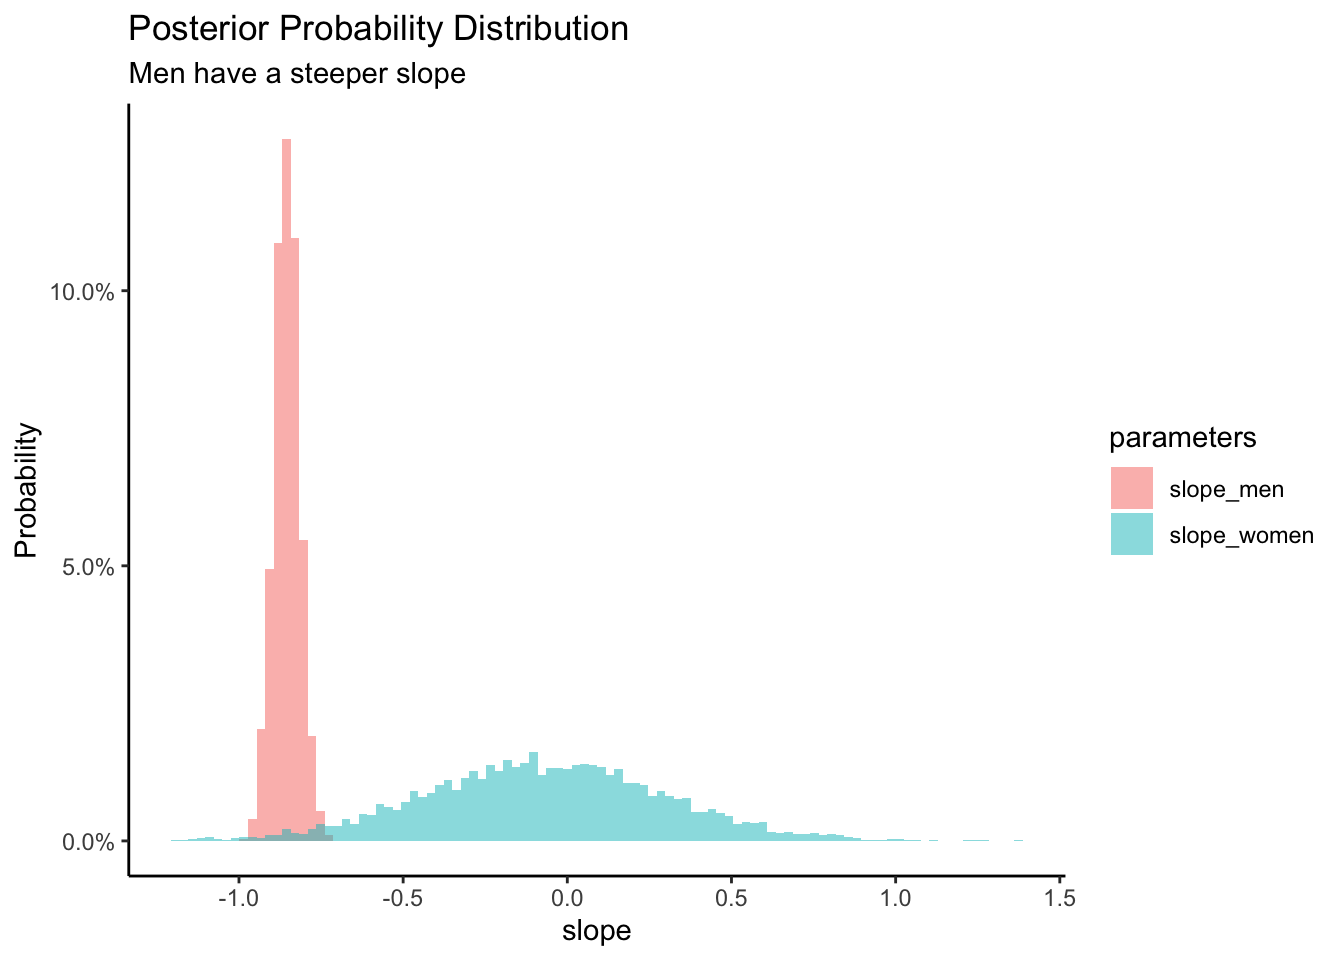 Posterior Probability Distribution
Men have a steeper slope
Probability
10.0%
5.0%
0.0%
-1.0
-0.5
0.0
0.5
1.0
1.5
slope
parameters
slope_men
slope_women